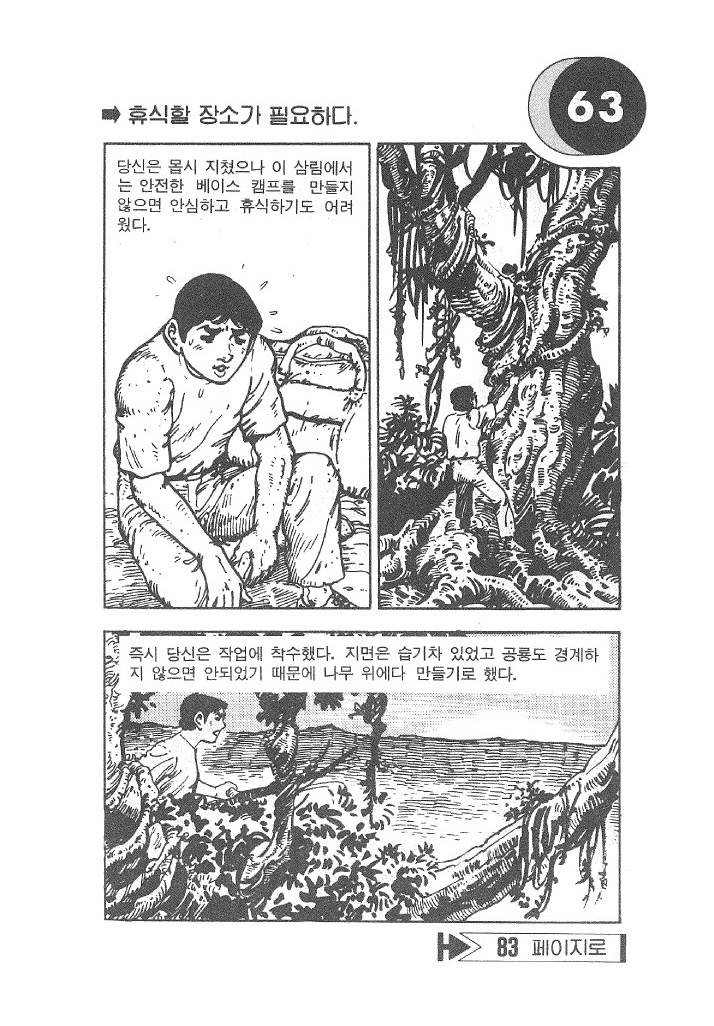 63
➡ 휴식할 장소가 필요하다.
당신은 몹시 지쳤으나 이 삼림에서
는 안전한 베이스 캠프를 만들지
않으면 안심하고 휴식하기도 어려
웠다.
즉시 당신은 작업에 착수했다. 지면은 습기차 있었고 공룡도 경계하
지 않으면 안되었기 때문에 나무 위에다 만들기로 했다.
83 페이지로